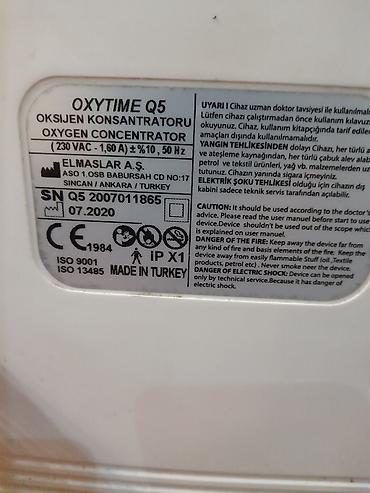 OXYTIME Q5
OKSIJEN KONSANTRATORU
OXYGEN CONCENTRATOR
( 230 VAC - 1,60 A) ± %10 , 50 Hz
ELMASLAR A.Ş.
ASO 1.OSB BABURSAH CD NO:17
SINCAN / ANKARA / TURKEY
SN Q5 2007011865
07.2020
CE 1984
IP X1
ISO 9001
ISO 13485 MADE IN TURKEY
UYARI ! Cihaz uzman doktor tavsiyesi ile kullanılmalı
Lütfen cihazı çalıştırmadan önce kullanım kılavuz
okuyunuz. Cihaz, kullanım kitapçığında tarif edilen
amaçları dışında kullanılmamalıdır.
YANGIN TEHLİKESİNDEN dolayı Cihazı, her türlü a
ve ateşleme kaynağından, her türlü çabuk alev alab
petrol ve tekstil ürünleri, yağ vb. malzemelerden uz
tutunuz. Cihazın yanında sigara içmeyiniz.
ELEKTRİK ŞOKU TEHLİKESİ olduğu için cihazın dış
kabini sadece teknik servis tarafından açılabilir.
CAUTION: It should be used according to the doctor's
advice. Please read the user manuel before start to use
device.Device shouldn't be used out of the scope whic
is explained on user manuel.
DANGER OF THE FIRE: Keep away the device far from
any kind of fire and basis elements of the fire. Keep the
device away from easily flammable Stuff (oil ,Textile
products, petrol etc) . Never smoke neer the device.
DANGER OF ELECTRIC SHOCK: Device can be opened
only by technical service.Because it has danger of
electric shock.